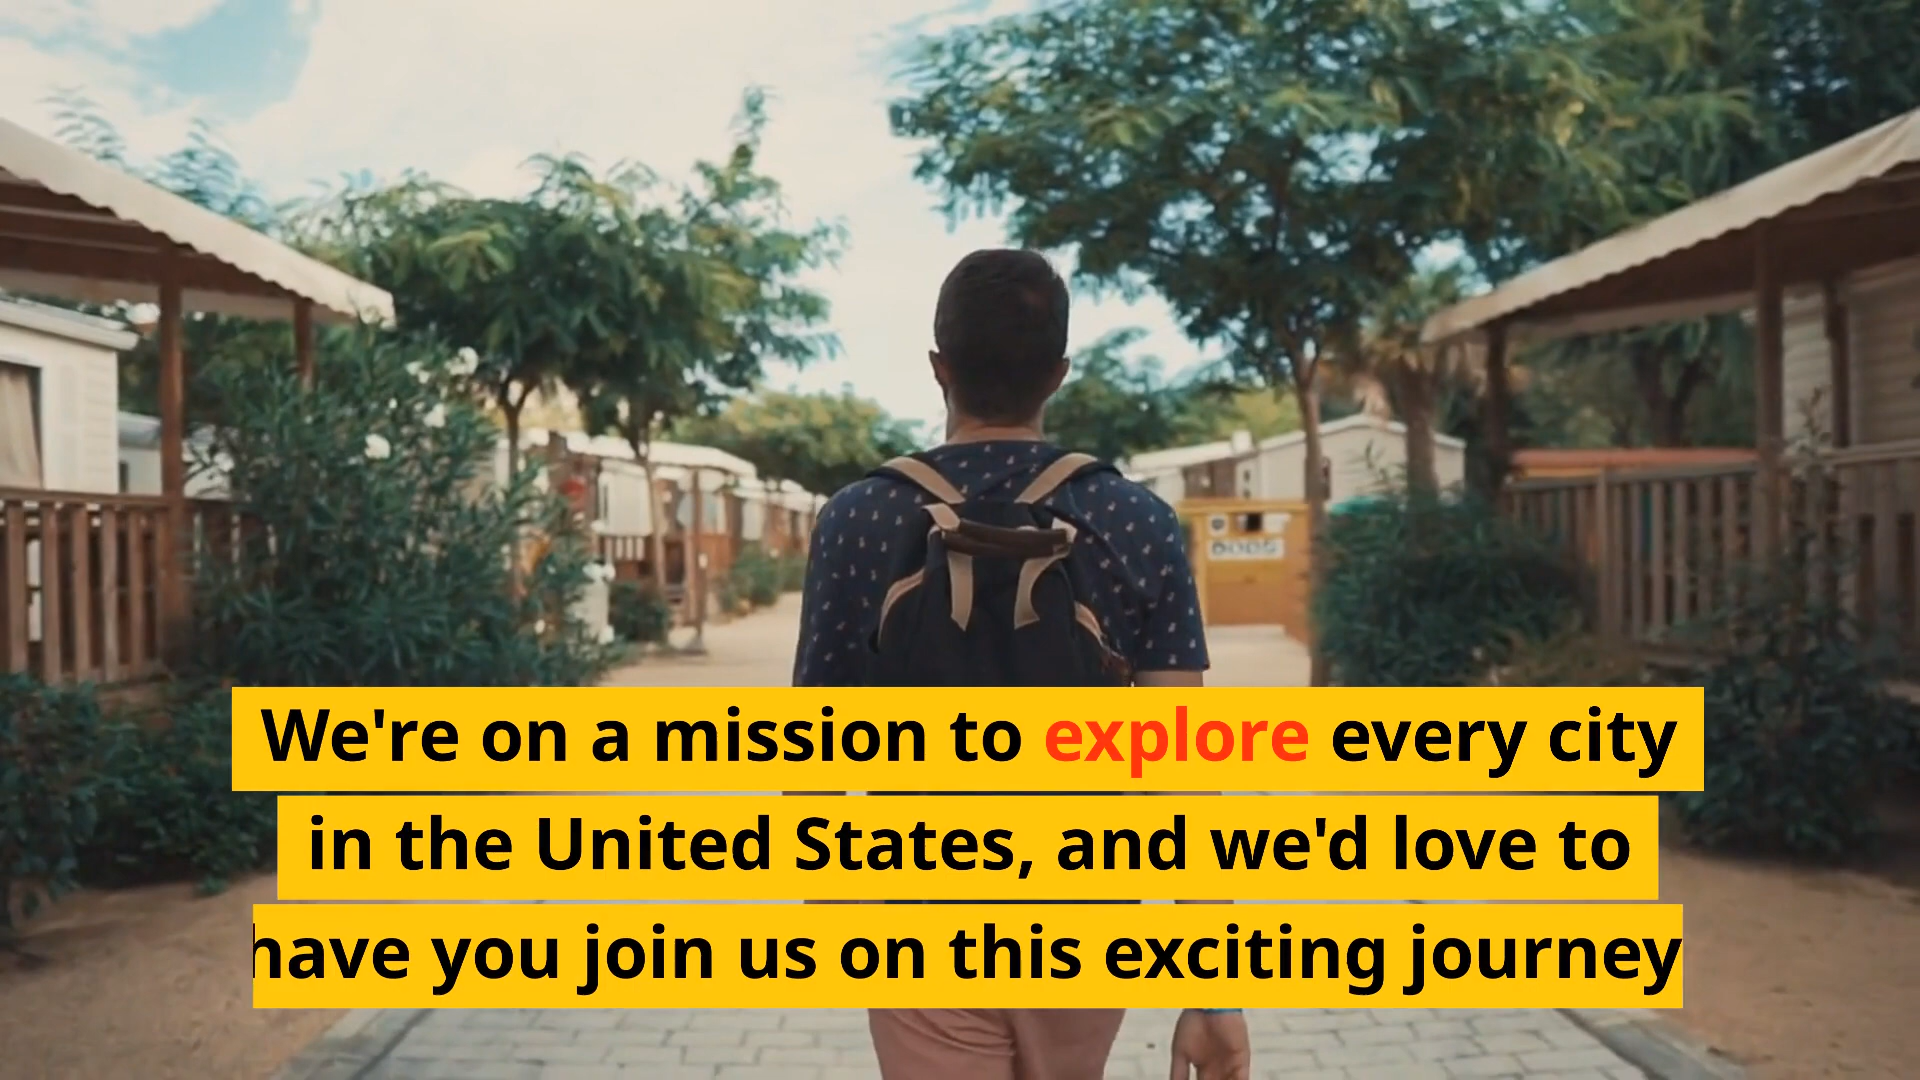 We're on a mission to explore every city
in the United States, and we'd love to
have you join us on this exciting journey